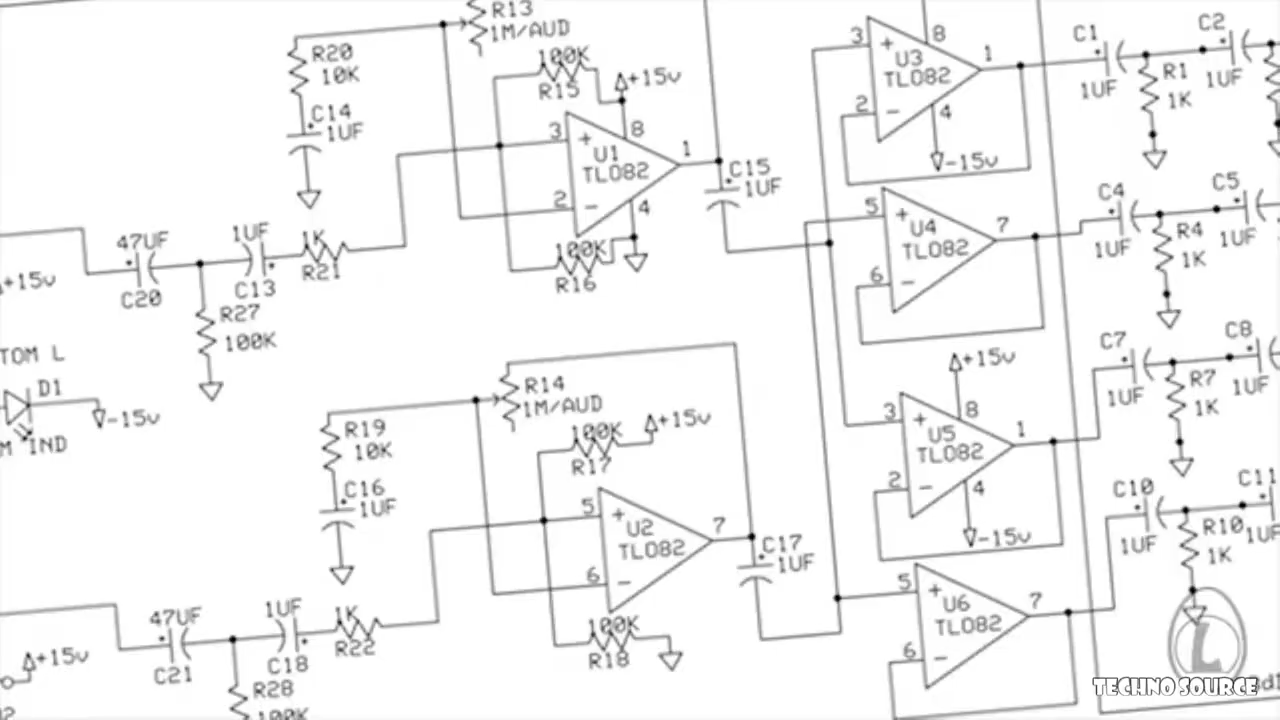 R13
1M/AUD
R20
10K
C14
1UF
100K
R15
+15v
3
+
U1
TL082
2
−
8
1
4
100K
R16
C15
1UF
47UF
C20
1UF
C13
1K
R21
R27
100K
+15v
TOM L
D1
-15v
M IND
R14
1M/AUD
R19
10K
C16
1UF
100K
R17
+15v
5
+
U2
TL082
6
−
7
100K
R18
C17
1UF
47UF
C21
1UF
C18
1K
R22
R28
100K
+15v
3
+
U3
TL082
2
−
8
1
4
-15v
5
+
U4
TL082
6
−
7
+15v
3
+
U5
TL082
2
−
8
1
4
-15v
5
+
U6
TL082
6
−
7
C1
1UF
R1
1K
C2
1UF
C4
1UF
R4
1K
C5
1UF
C7
1UF
R7
1K
C8
1UF
C10
1UF
R10
1K
C11
1UF
L
TECHNO SOURCE